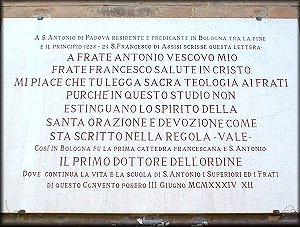 A S. ANTONIO DI PADOVA RESIDENTE E PREDICANTE IN BOLOGNA TRA LA FINE
E IL PRINCIPIO 1223 - 24 S. FRANCESCO DI ASSISI SCRISSE QUESTA LETTERA:
A FRATE ANTONIO VESCOVO MIO
FRATE FRANCESCO SALUTE IN CRISTO.
MI PIACE CHE TU LEGGA SACRA TEOLOGIA AI FRATI
PURCHÈ IN QUESTO STUDIO NON
ESTINGUANO LO SPIRITO DELLA
SANTA ORAZIONE E DEVOZIONE COME
STA SCRITTO NELLA REGOLA - VALE -
COSÍ IN BOLOGNA FU LA PRIMA CATTEDRA FRANCESCANA E S. ANTONIO
IL PRIMO DOTTORE DELL'ORDINE
DOVE CONTINUA LA VITA E LA SCUOLA DI S. ANTONIO I SUPERIORI ED I FRATI
DI QUESTO CONVENTO POSERO III GIUGNO MCMXXXIV XII